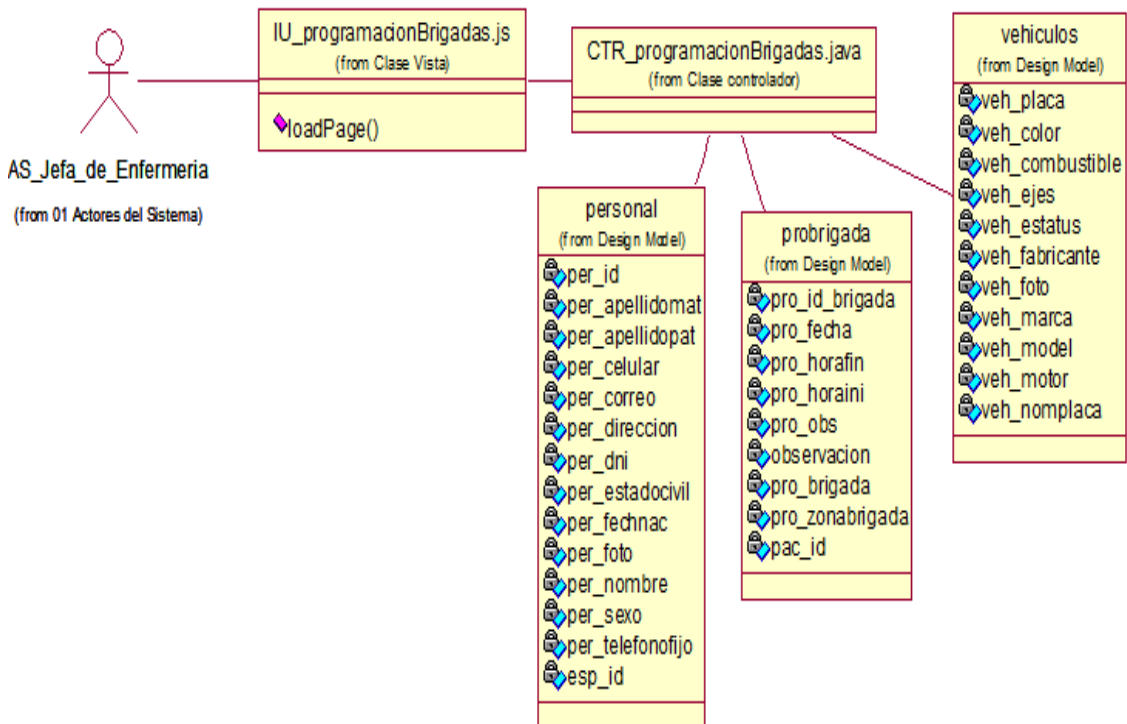 AS_Jefa_de_Enfermeria
(from 01 Actores del Sistema)
IU_programacionBrigadas.js
(from Clase Vista)
loadPage()
CTR_programacionBrigadas.java
(from Clase controlador)
personal
(from Design Model)
per_id
per_apellidomat
per_apellidopat
per_celular
per_correo
per_direccion
per_dni
per_estadocivil
per_fechnac
per_foto
per_nombre
per_sexo
per_telefonofijo
esp_id
probrigada
(from Design Model)
pro_id_brigada
pro_fecha
pro_horafin
pro_horaini
pro_obs
observacion
pro_brigada
pro_zonabrigada
pac_id
vehiculos
(from Design Model)
veh_placa
veh_color
veh_combustible
veh_ejes
veh_estatus
veh_fabricante
veh_foto
veh_marca
veh_model
veh_motor
veh_nomplaca